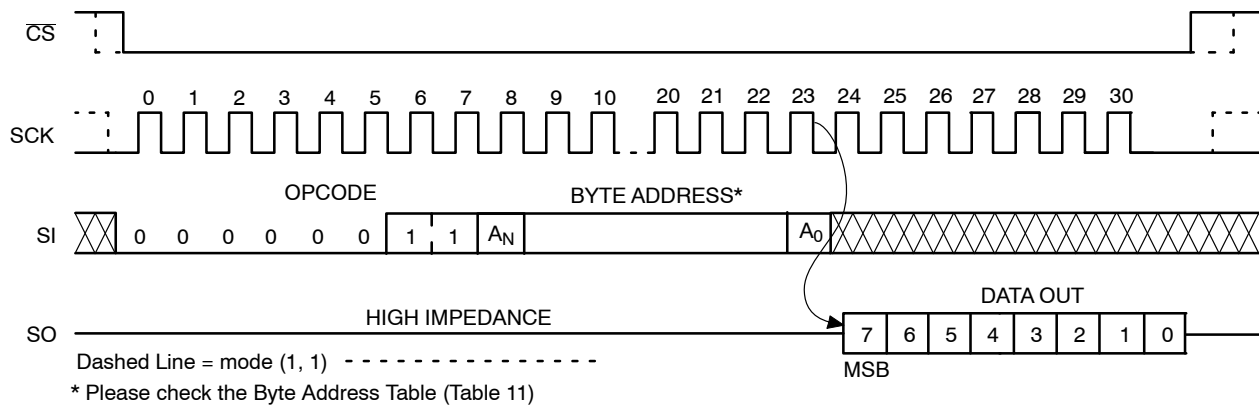 CS
0 1 2 3 4 5 6 7 8 9 10 20 21 22 23 24 25 26 27 28 29 30
SCK
OPCODE BYTE ADDRESS*
SI 0 0 0 0 0 0 1 1 AN A0
DATA OUT
HIGH IMPEDANCE
SO 7 6 5 4 3 2 1 0
Dashed Line = mode (1, 1)
MSB
* Please check the Byte Address Table (Table 11)